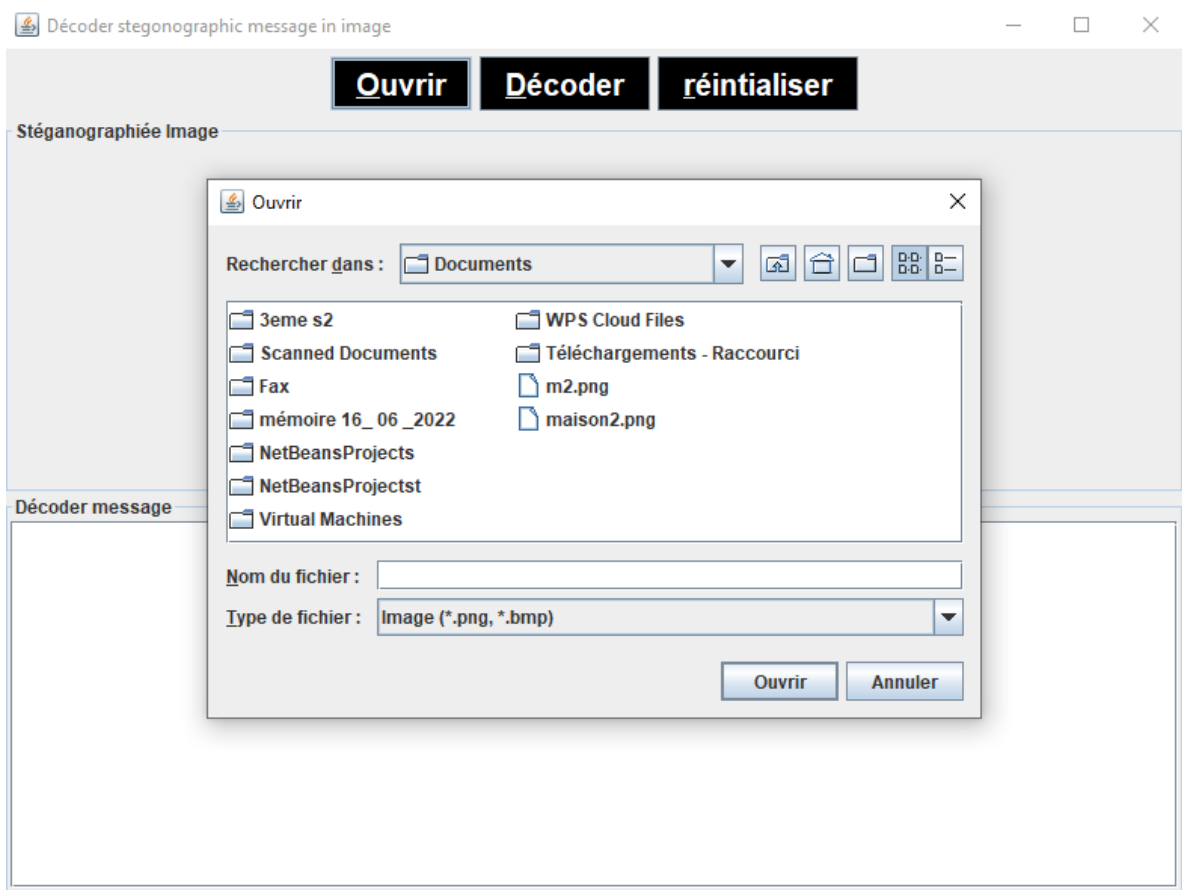 Décoder stegonographic message in image
Ouvrir Décoder réintialiser
Stéganographiée Image
Ouvrir
Rechercher dans : Documents
3eme s2 WPS Cloud Files
Scanned Documents Téléchargements - Raccourci
Fax m2.png
mémoire 16_ 06 _2022 maison2.png
NetBeansProjects
NetBeansProjectst
Virtual Machines
Décoder message
Nom du fichier :
Type de fichier : Image (*.png, *.bmp)
Ouvrir Annuler